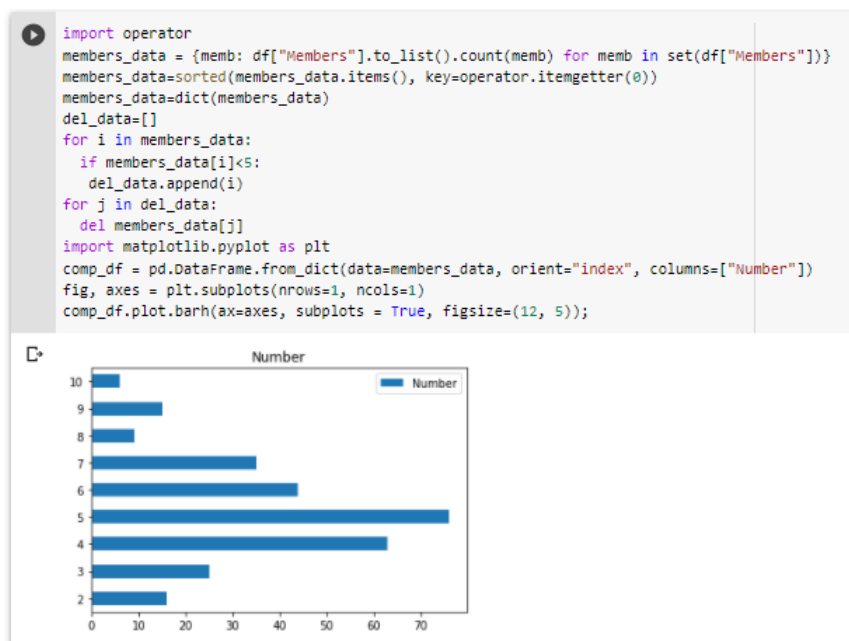 import operator
members_data = {memb: df["Members"].to_list().count(memb) for memb in set(df["Members"])}
members_data=sorted(members_data.items(), key=operator.itemgetter(0))
members_data=dict(members_data)
del_data=[]
for i in members_data:
  if members_data[i]<5:
   del_data.append(i)
for j in del_data:
  del members_data[j]
import matplotlib.pyplot as plt
comp_df = pd.DataFrame.from_dict(data=members_data, orient="index", columns=["Number"])
fig, axes = plt.subplots(nrows=1, ncols=1)
comp_df.plot.barh(ax=axes, subplots = True, figsize=(12, 5));
Number
Number
10
9
8
7
6
5
4
3
2
0 10 20 30 40 50 60 70